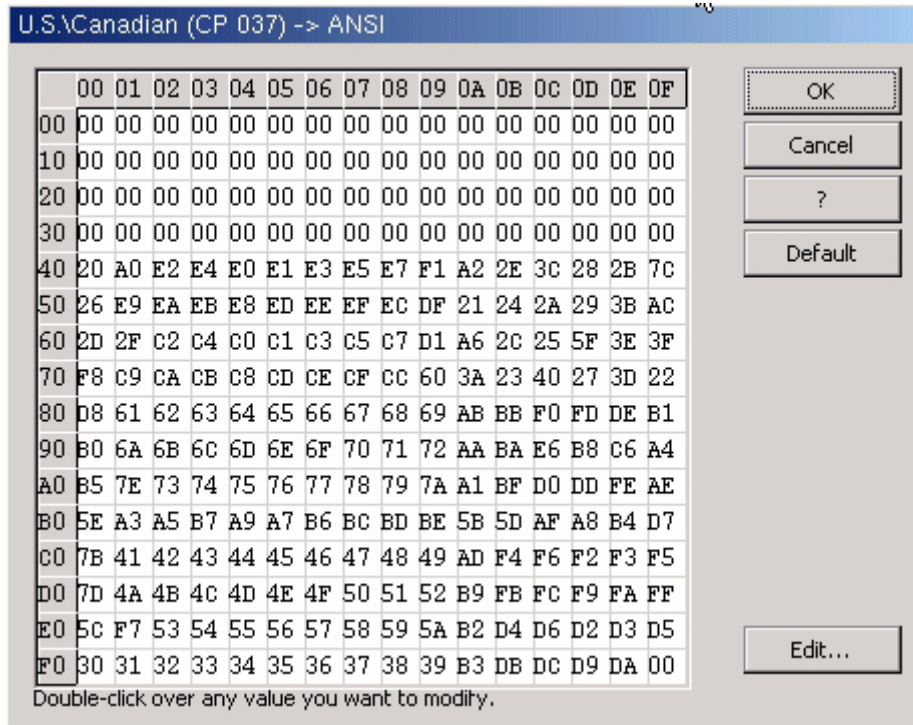 U.S.\Canadian (CP 037) -> ANSI
00 01 02 03 04 05 06 07 08 09 0A 0B 0C 0D 0E 0F
00 00 00 00 00 00 00 00 00 00 00 00 00 00 00 00 00
10 00 00 00 00 00 00 00 00 00 00 00 00 00 00 00 00
20 00 00 00 00 00 00 00 00 00 00 00 00 00 00 00 00
30 00 00 00 00 00 00 00 00 00 00 00 00 00 00 00 00
40 20 A0 E2 E4 E0 E1 E3 E5 E7 F1 A2 2E 3C 28 2B 7C
50 26 E9 EA EB E8 ED EE EF EC DF 21 24 2A 29 3B AC
60 2D 2F C2 C4 C0 C1 C3 C5 C7 D1 A6 2C 25 5F 3E 3F
70 F8 C9 CA CB C8 CD CE CF CC 60 3A 23 40 27 3D 22
80 D8 61 62 63 64 65 66 67 68 69 AB BB F0 FD DE B1
90 B0 6A 6B 6C 6D 6E 6F 70 71 72 AA BA E6 B8 C6 A4
A0 B5 7E 73 74 75 76 77 78 79 7A A1 BF D0 DD FE AE
B0 5E A3 A5 B7 A9 A7 B6 BC BD BE 5B 5D AF A8 B4 D7
C0 7B 41 42 43 44 45 46 47 48 49 AD F4 F6 F2 F3 F5
D0 7D 4A 4B 4C 4D 4E 4F 50 51 52 B9 FB FC F9 FA FF
E0 5C F7 53 54 55 56 57 58 59 5A B2 D4 D6 D2 D3 D5
F0 30 31 32 33 34 35 36 37 38 39 B3 DB DC D9 DA 00
Double-click over any value you want to modify.
OK
Cancel
?
Default
Edit...